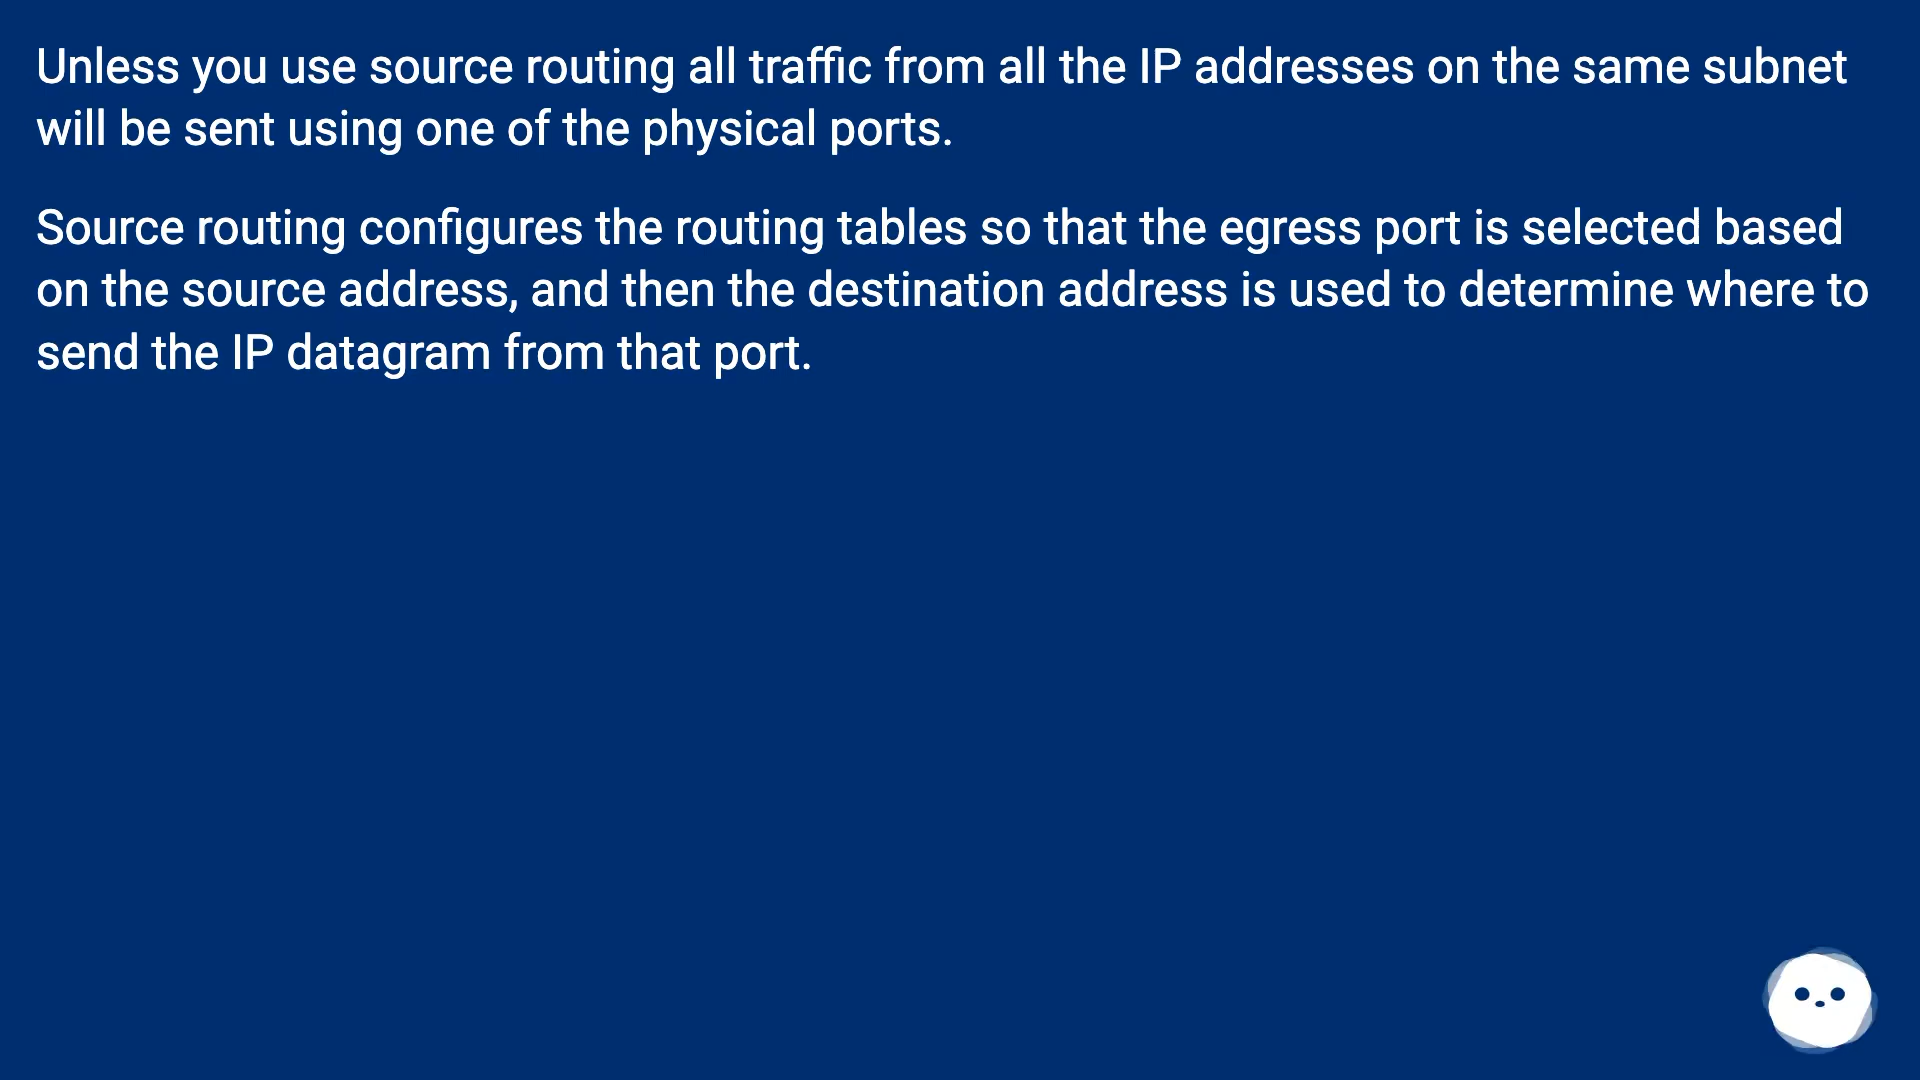 Unless you use source routing all traffic from all the IP addresses on the same subnet
will be sent using one of the physical ports.
Source routing configures the routing tables so that the egress port is selected based
on the source address, and then the destination address is used to determine where to
send the IP datagram from that port.